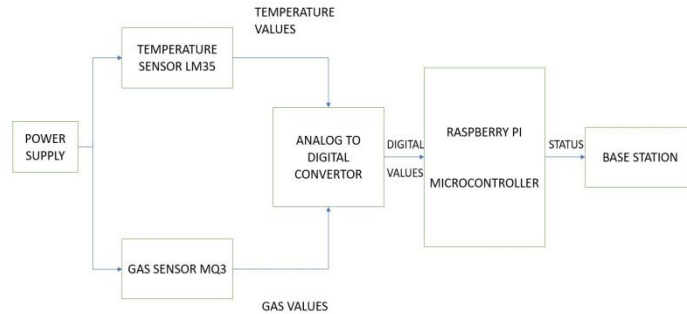 TEMPERATURE
VALUES
TEMPERATURE
SENSOR LM35
POWER
SUPPLY
ANALOG TO
DIGITAL
CONVERTOR
DIGITAL
VALUES
RASPBERRY PI
MICROCONTROLLER
STATUS
BASE STATION
GAS SENSOR MQ3
GAS VALUES